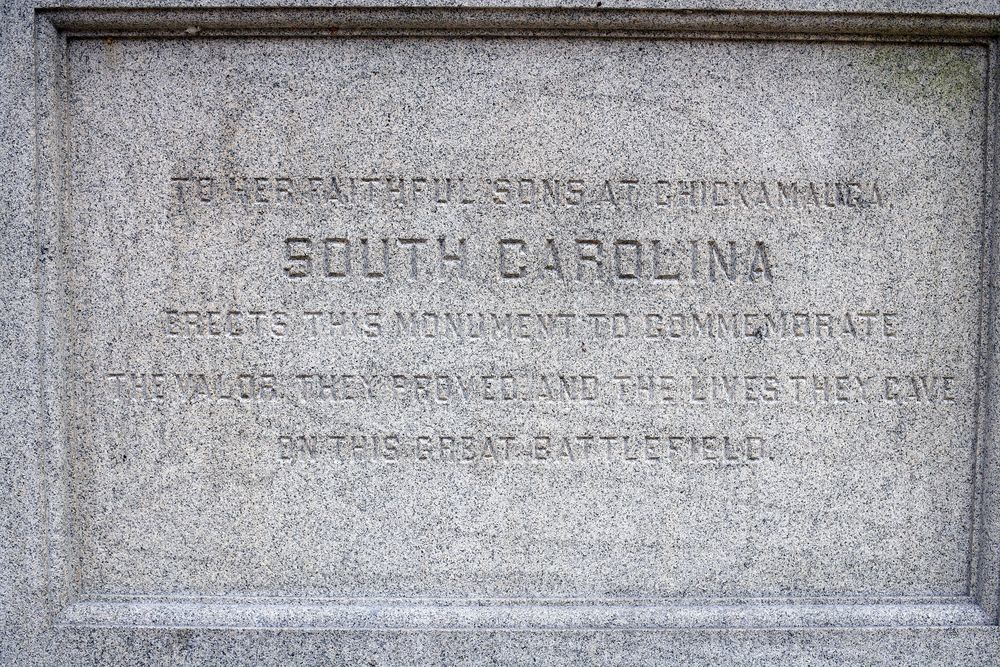 TO HER FAITHFUL SONS AT CHICKAMAUGA.
SOUTH CAROLINA
ERECTS THIS MONUMENT TO COMMEMORATE
THE VALOR THEY PROVED, AND THE LIVES THEY GAVE
ON THIS GREAT BATTLEFIELD.